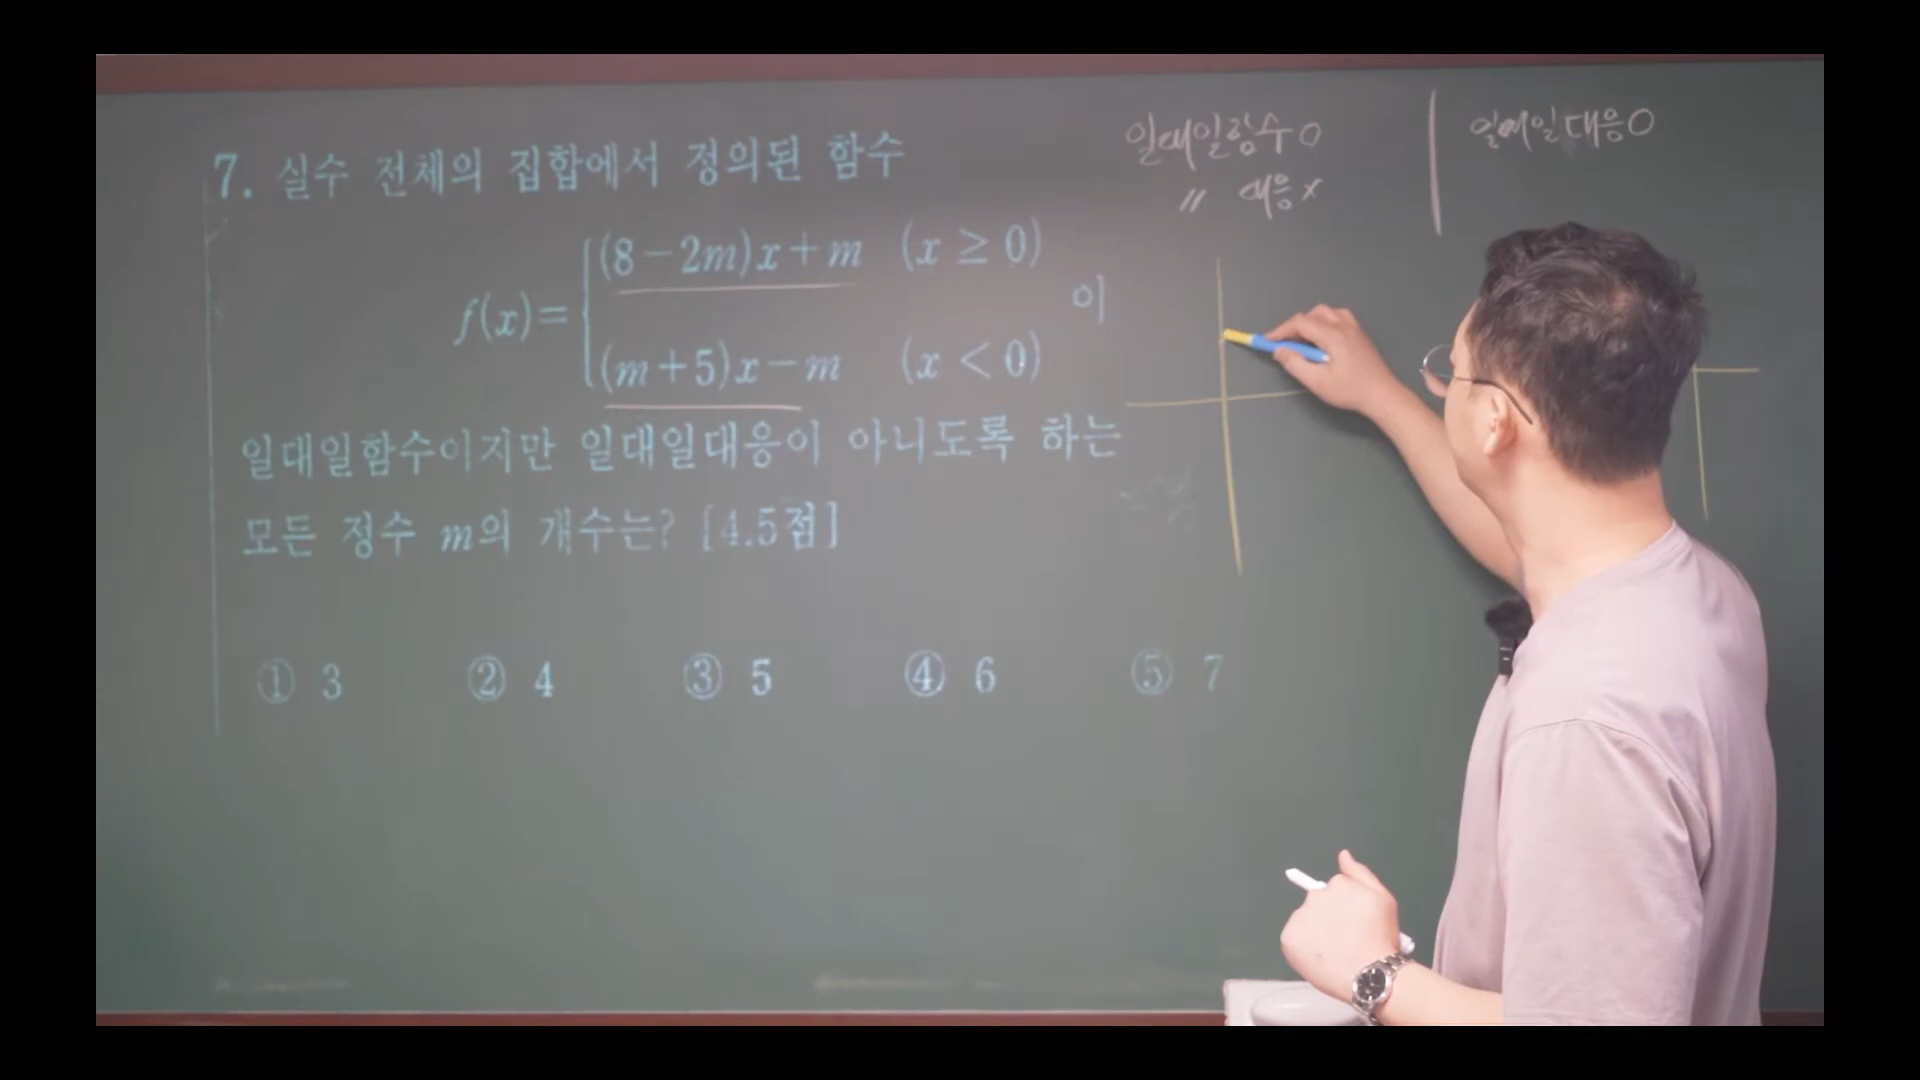 7. 실수 전체의 집합에서 정의된 함수
(8-2m)x+m (x ≥ 0)
f(x)= 이
(m+5)x-m (x < 0)
일대일함수이지만 일대일대응이 아니도록 하는
모든 정수 m의 개수는? [4.5점]
① 3 ② 4 ③ 5 ④ 6 ⑤ 7
일대일함수 O
〃 대응 x
일대일대응 O